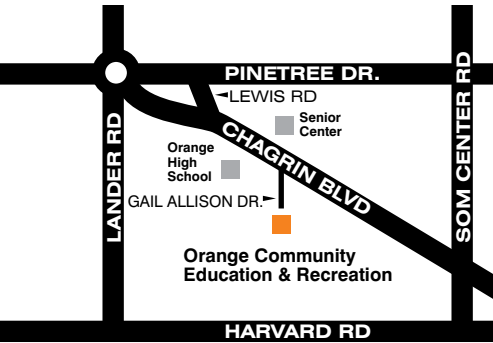 PINETREE DR.
LEWIS RD
Senior
Center
CHAGRIN BLVD
Orange
High
School
LANDER RD
SOM CENTER RD
GAIL ALLISON DR.
Orange Community
Education & Recreation
HARVARD RD